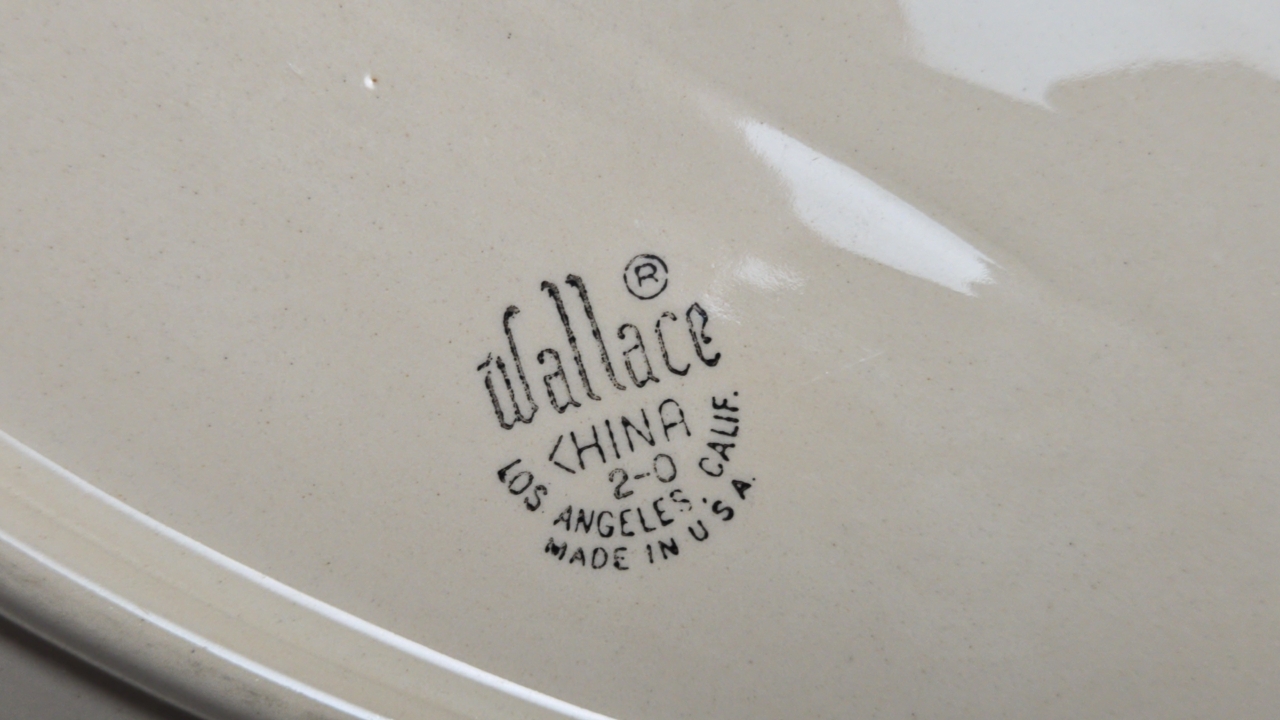 Wallace ®
CHINA
2-0
LOS ANGELES, CALIF.
MADE IN U S A.